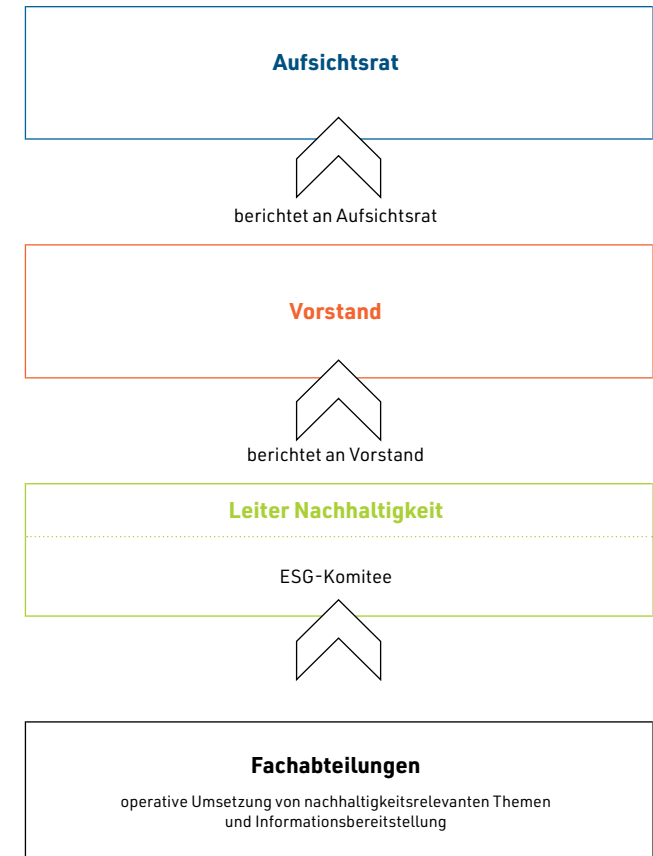 Aufsichtsrat
berichtet an Aufsichtsrat
Vorstand
berichtet an Vorstand
Leiter Nachhaltigkeit
ESG-Komitee
Fachabteilungen
operative Umsetzung von nachhaltigkeitsrelevanten Themen
und Informationsbereitstellung